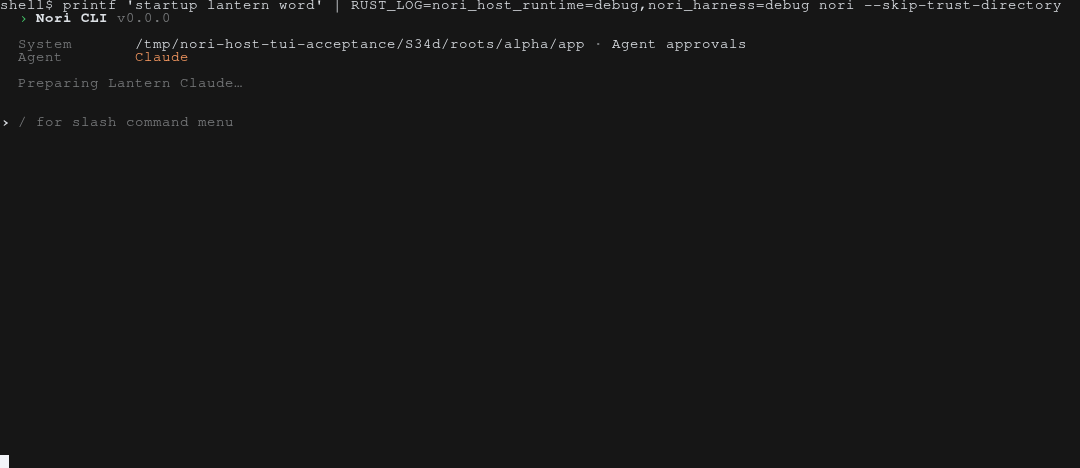 shell$ printf 'startup lantern word' | RUST_LOG=nori_host_runtime=debug,nori_harness=debug nori --skip-trust-directory
› Nori CLI v0.0.0
System /tmp/nori-host-tui-acceptance/S34d/roots/alpha/app · Agent approvals
Agent Claude
Preparing Lantern Claude…
› / for slash command menu